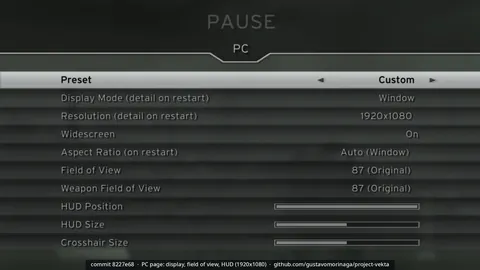 PAUSE
PC
Preset ◄ Custom ►
Display Mode (detail on restart) Window
Resolution (detail on restart) 1920x1080
Widescreen On
Aspect Ratio (on restart) Auto (Window)
Field of View 87 (Original)
Weapon Field of View 87 (Original)
HUD Position
HUD Size
Crosshair Size
commit 8227e68 · PC page: display, field of view, HUD (1920x1080) · github.com/gustavomorinaga/project-vekta